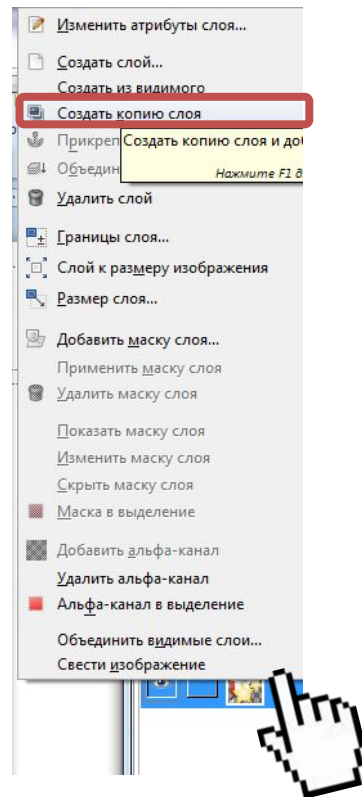 Изменить атрибуты слоя...
Создать слой...
Создать из видимого
Создать копию слоя
Прикреп
Создать копию слоя и доб
Объедин
Нажмите F1 д
Удалить слой
Границы слоя...
Слой к размеру изображения
Размер слоя...
Добавить маску слоя...
Применить маску слоя
Удалить маску слоя
Показать маску слоя
Изменить маску слоя
Скрыть маску слоя
Маска в выделение
Добавить альфа-канал
Удалить альфа-канал
Альфа-канал в выделение
Объединить видимые слои...
Свести изображение